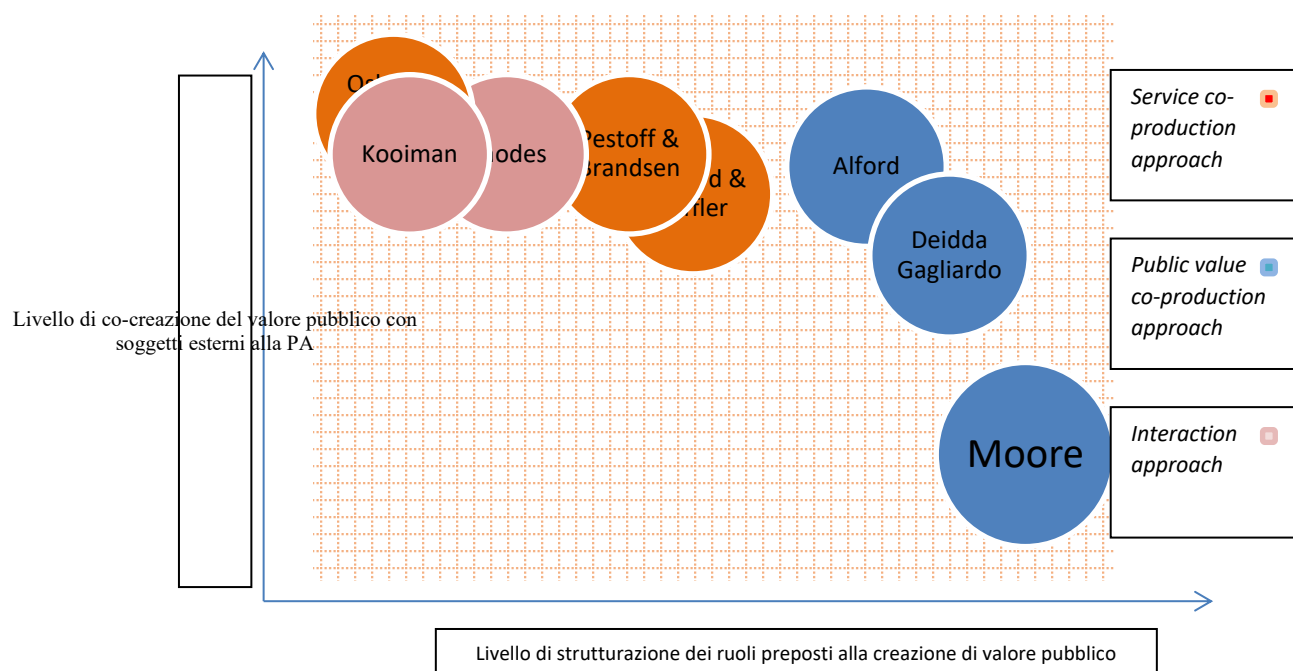 Kooiman
Pestoff &
Brandsen
Alford
Deidda
Gagliardo
Moore
Service co-
production
approach
Public value
co-production
approach
Interaction
approach
Livello di co-creazione del valore pubblico con
soggetti esterni alla PA
Livello di strutturazione dei ruoli preposti alla creazione di valore pubblico